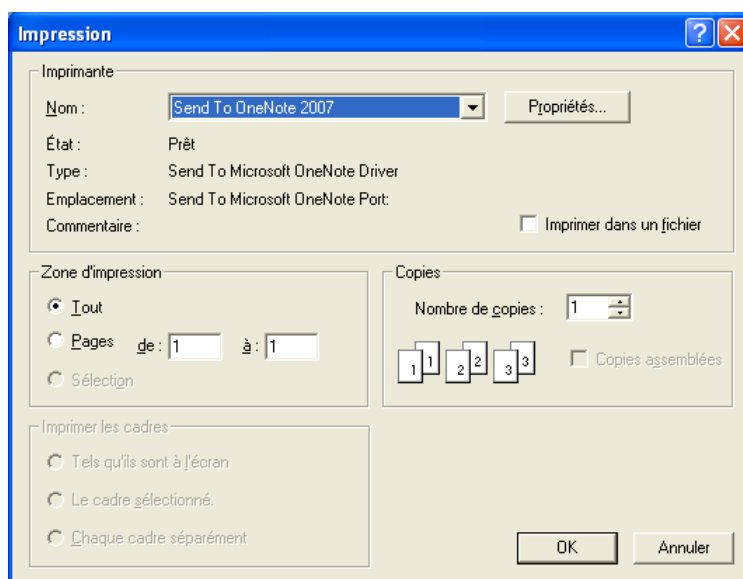 Impression
Imprimante
Nom : Send To OneNote 2007 Propriétés...
État : Prêt
Type : Send To Microsoft OneNote Driver
Emplacement : Send To Microsoft OneNote Port:
Commentaire : Imprimer dans un fichier
Zone d'impression
Tout
Pages de : 1 à : 1
Sélection
Copies
Nombre de copies : 1
1 1 2 2 3 3 Copies assemblées
Imprimer les cadres
Tels qu'ils sont à l'écran
Le cadre sélectionné.
Chaque cadre séparément
OK Annuler